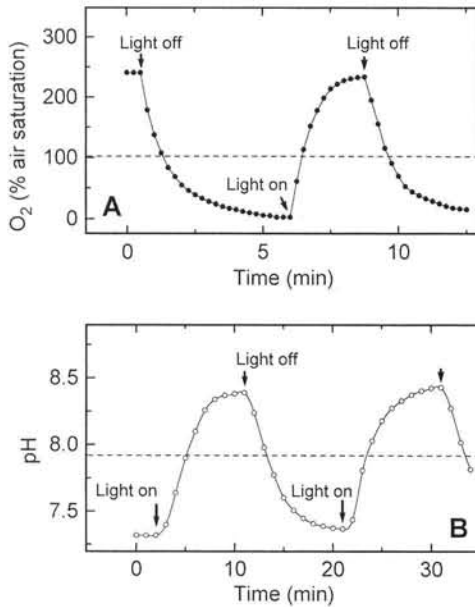 300
Light off
Light off
200
100
Light on
0
A
0
5
10
O2 (% air saturation)
Time (min)
Light off
8.5
8.0
Light on
Light on
7.5
B
0
10
20
30
pH
Time (min)